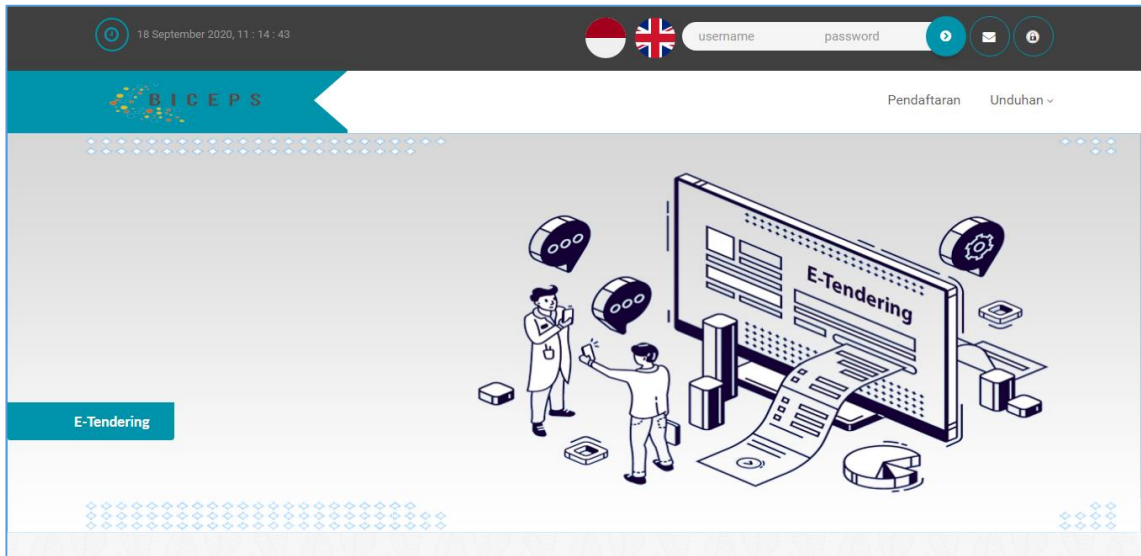 18 September 2020, 11 : 14 : 43
username password
BICEPS
Pendaftaran Unduhan
E-Tendering
E-Tendering